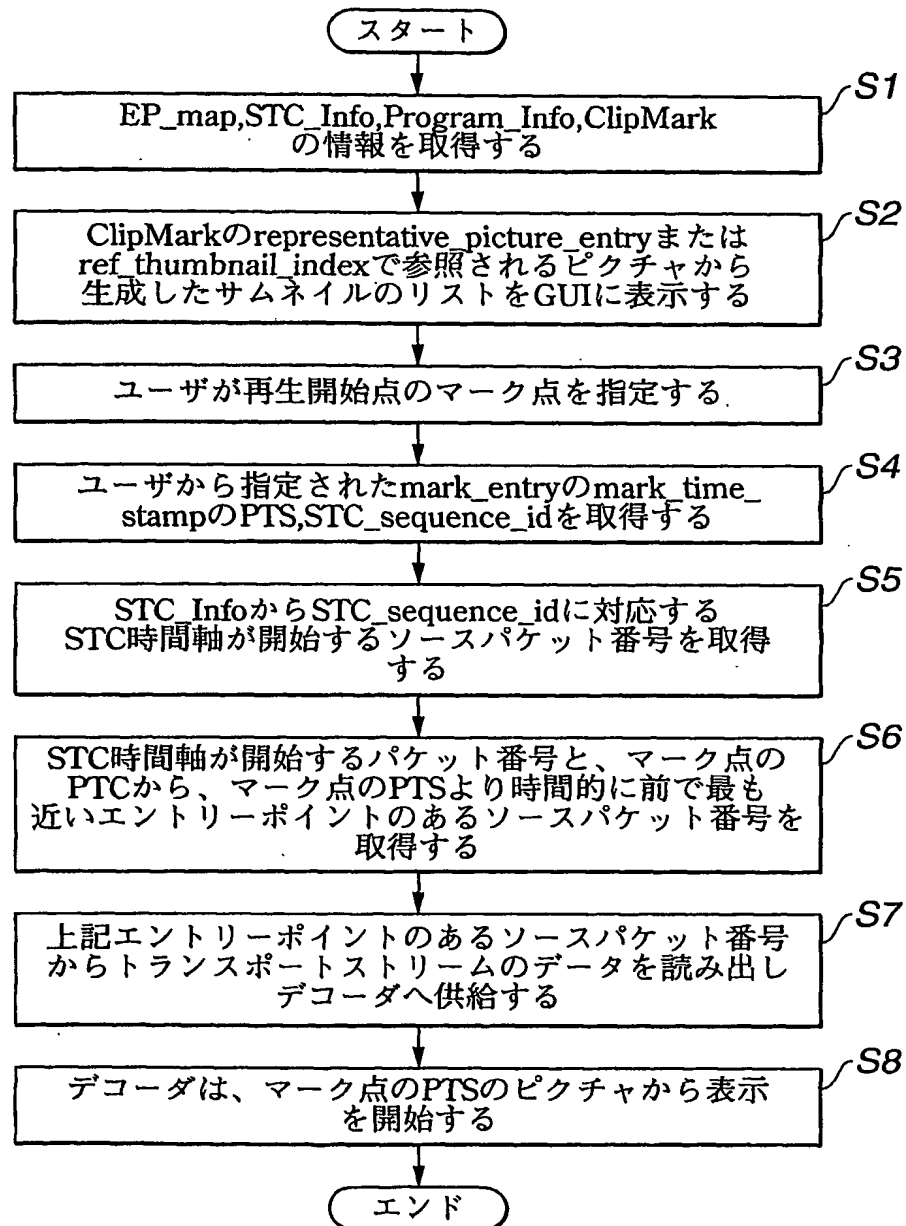 スタート
S1
EP_map,STC_Info,Program_Info,ClipMark
の情報を取得する
S2
ClipMarkのrepresentative_picture_entryまたは
ref_thumbnail_indexで参照されるピクチャから
生成したサムネイルのリストをGUIに表示する
S3
ユーザが再生開始点のマーク点を指定する
S4
ユーザから指定されたmark_entryのmark_time_
stampのPTS,STC_sequence_idを取得する
S5
STC_InfoからSTC_sequence_idに対応する
STC時間軸が開始するソースパケット番号を取得
する
S6
STC時間軸が開始するパケット番号と、マーク点の
PTCから、マーク点のPTSより時間的に前で最も
近いエントリーポイントのあるソースパケット番号を
取得する
S7
上記エントリーポイントのあるソースパケット番号
からトランスポートストリームのデータを読み出し
デコーダへ供給する
S8
デコーダは、マーク点のPTSのピクチャから表示
を開始する
エンド